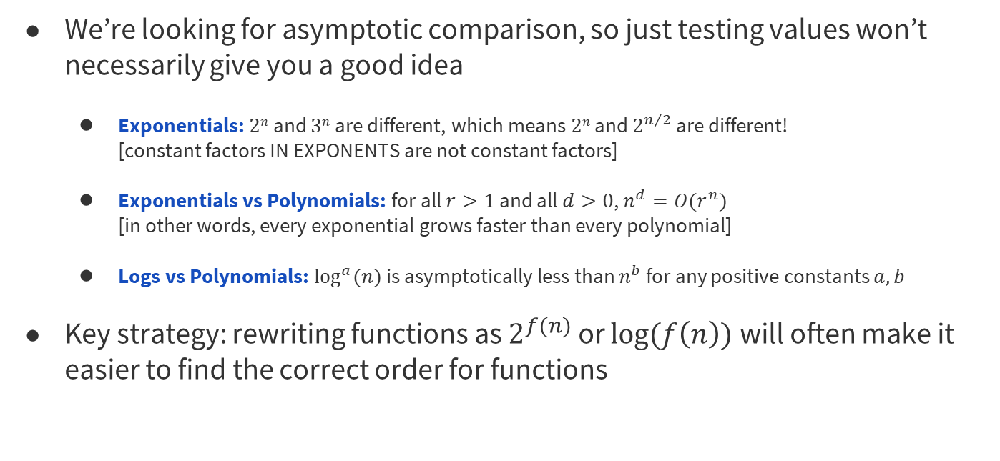 ● We’re looking for asymptotic comparison, so just testing values won’t
necessarily give you a good idea
● Exponentials: 2ⁿ and 3ⁿ are different, which means 2ⁿ and 2^{n/2} are different!
[constant factors IN EXPONENTS are not constant factors]
● Exponentials vs Polynomials: for all r > 1 and all d > 0, n^d = O(rⁿ)
[in other words, every exponential grows faster than every polynomial]
● Logs vs Polynomials: log^a(n) is asymptotically less than n^b for any positive constants a, b
● Key strategy: rewriting functions as 2^{f(n)} or log(f(n)) will often make it
easier to find the correct order for functions